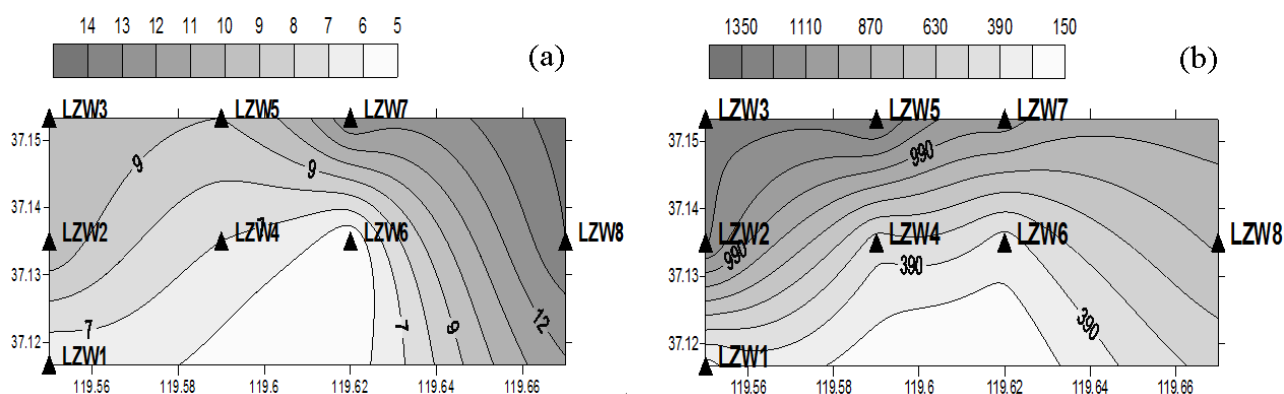 14 13 12 11 10 9 8 7 6 5
(a)
LZW3 LZW5 LZW7
37.15
9
9
37.14
LZW2 7 LZW4 LZW6 LZW8
37.13
7 7 9 12
37.12
LZW1
119.56 119.58 119.6 119.62 119.64 119.66
1350 1110 870 630 390 150
(b)
LZW3 LZW5 LZW7
37.15
990
37.14
LZW2 LZW4 LZW6 LZW8
990 390
37.13
390
37.12
LZW1
119.56 119.58 119.6 119.62 119.64 119.66